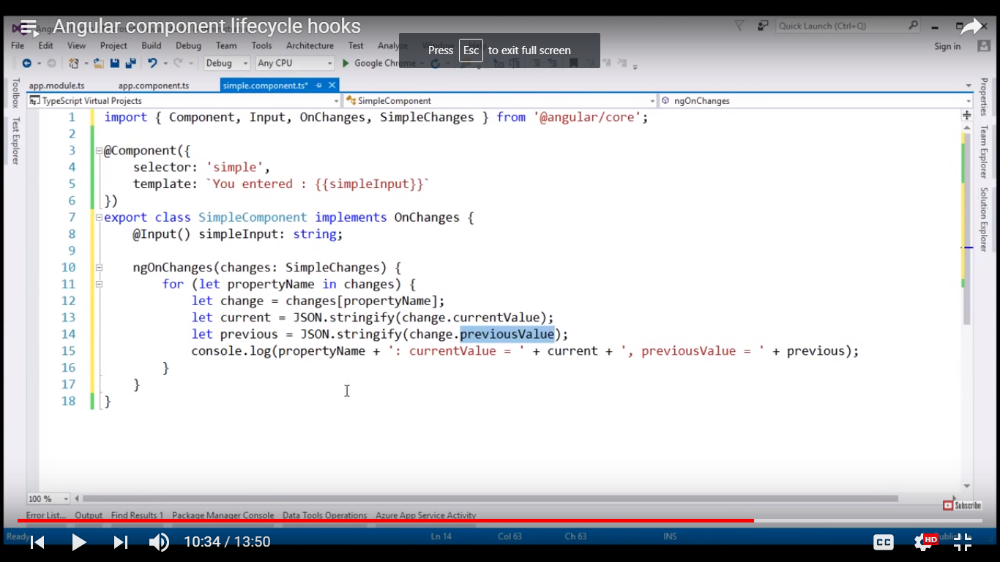 Angular component lifecycle hooks
Quick Launch (Ctrl+Q)
File Edit View Project Build Debug Team Tools Architecture Test Analyze
Sign in
Press Esc to exit full screen
Debug Any CPU Google Chrome
app.module.ts app.component.ts simple.component.ts*
TypeScript Virtual Projects SimpleComponent ngOnChanges
Toolbox
Test Explorer
Properties
Team Explorer
Solution Explorer
1 import { Component, Input, OnChanges, SimpleChanges } from '@angular/core';
2
3 @Component({
4 selector: 'simple',
5 template: `You entered : {{simpleInput}}`
6 })
7 export class SimpleComponent implements OnChanges {
8 @Input() simpleInput: string;
9
10 ngOnChanges(changes: SimpleChanges) {
11 for (let propertyName in changes) {
12 let change = changes[propertyName];
13 let current = JSON.stringify(change.currentValue);
14 let previous = JSON.stringify(change.previousValue);
15 console.log(propertyName + ': currentValue = ' + current + ', previousValue = ' + previous);
16 }
17 }
18 }
100 %
Subscribe
Error List... Output Find Results 1 Package Manager Console Data Tools Operations Azure App Service Activity
Ready Ln 14 Col 63 Ch 63 INS
10:34 / 13:50
CC HD